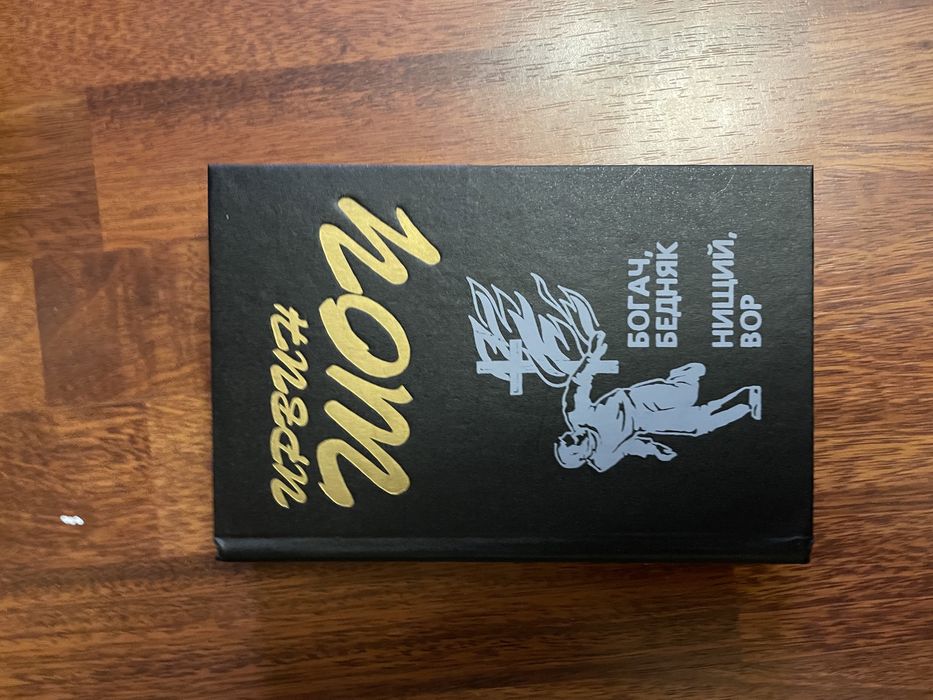 Ирвин
Шоу
БОГАЧ,
БЕДНЯК
НИЩИЙ,
ВОР